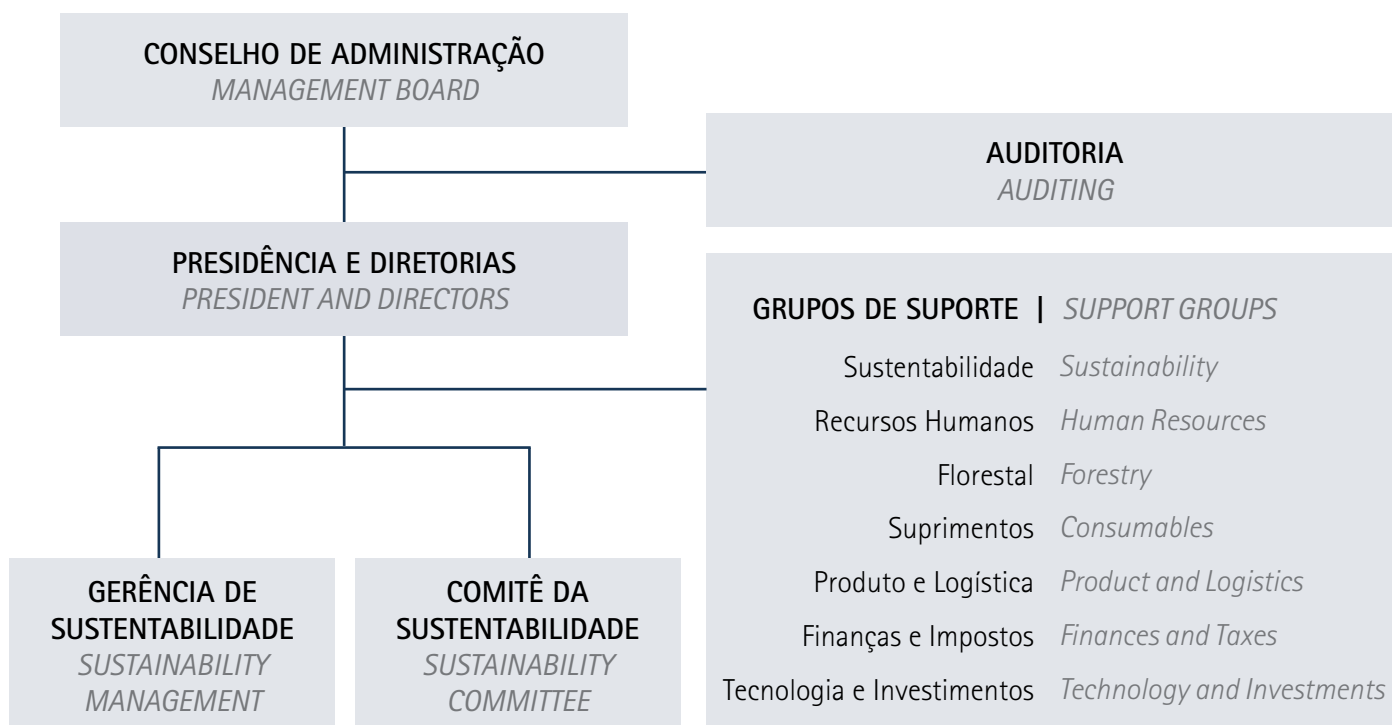 CONSELHO DE ADMINISTRAÇÃO
MANAGEMENT BOARD
AUDITORIA
AUDITING
PRESIDÊNCIA E DIRETORIAS
PRESIDENT AND DIRECTORS
GRUPOS DE SUPORTE | SUPPORT GROUPS
Sustentabilidade Sustainability
Recursos Humanos Human Resources
Florestal Forestry
Suprimentos Consumables
Produto e Logística Product and Logistics
Finanças e Impostos Finances and Taxes
Tecnologia e Investimentos Technology and Investments
GERÊNCIA DE
SUSTENTABILIDADE
SUSTAINABILITY
MANAGEMENT
COMITÊ DA
SUSTENTABILIDADE
SUSTAINABILITY
COMMITTEE